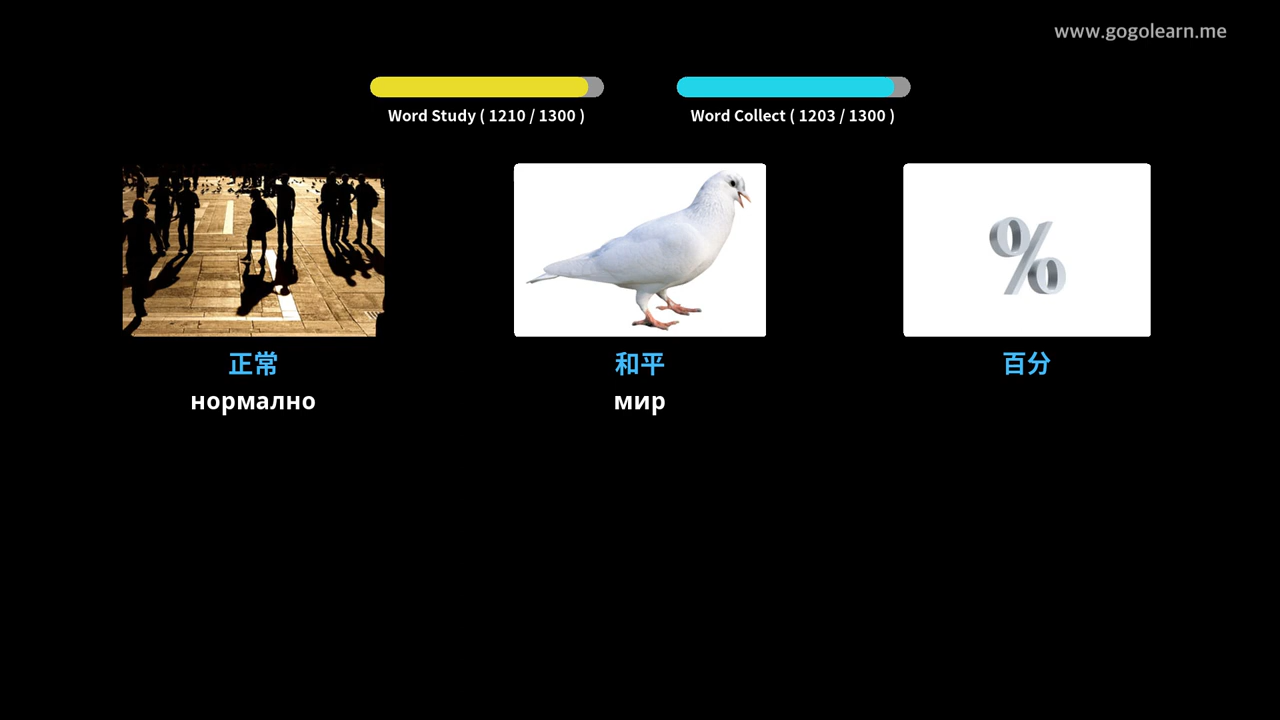 www.gogolearn.me
Word Study ( 1210 / 1300 )
Word Collect ( 1203 / 1300 )
%
正常
和平
百分
нормално
мир